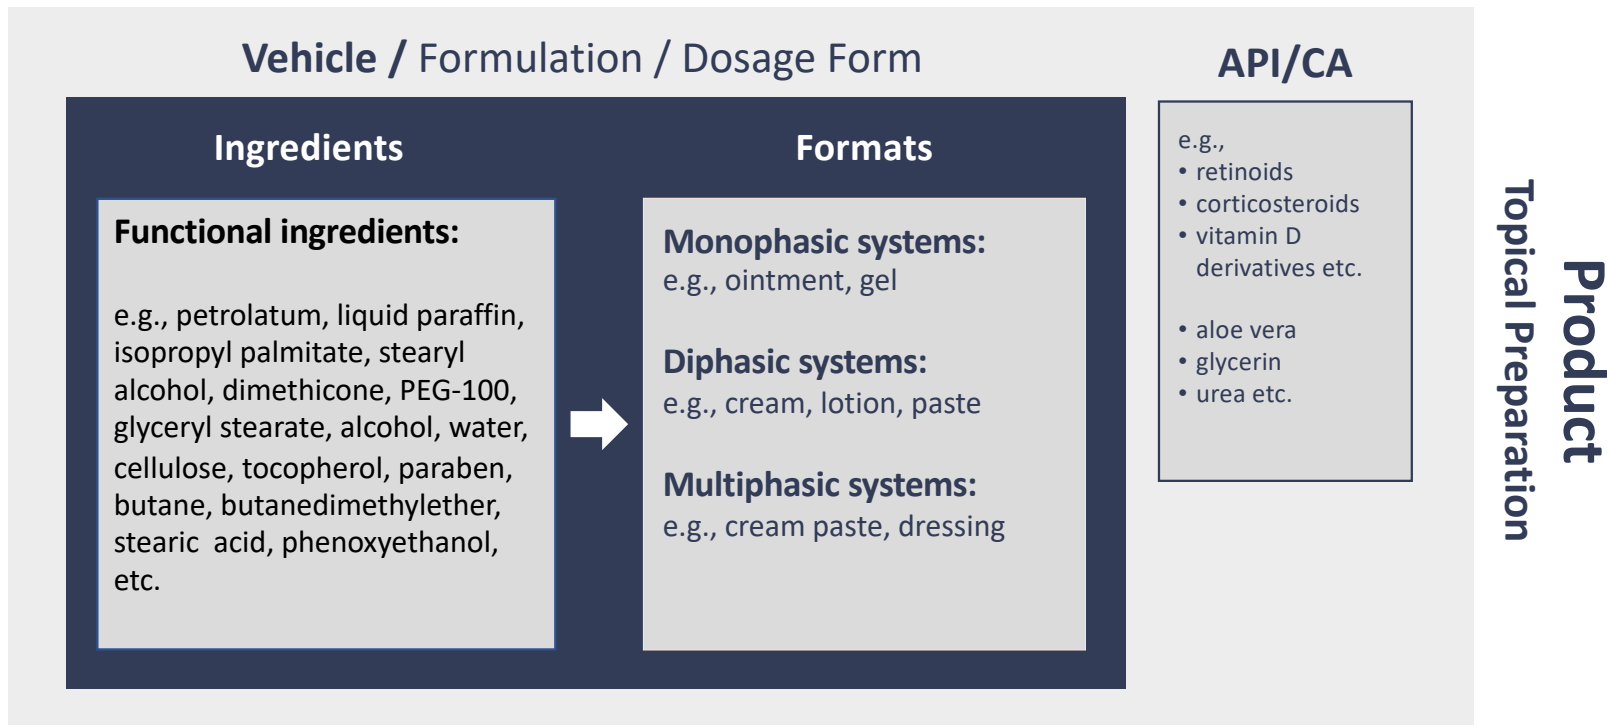 Vehicle / Formulation / Dosage Form
Ingredients
Functional ingredients:
e.g., petrolatum, liquid paraffin,
isopropyl palmitate, stearyl
alcohol, dimethicone, PEG-100,
glyceryl stearate, alcohol, water,
cellulose, tocopherol, paraben,
butane, butanedimethylether,
stearic acid, phenoxyethanol,
etc.
Formats
Monophasic systems:
e.g., ointment, gel
Diphasic systems:
e.g., cream, lotion, paste
Multiphasic systems:
e.g., cream paste, dressing
API/CA
e.g.,
• retinoids
• corticosteroids
• vitamin D
derivatives etc.
• aloe vera
• glycerin
• urea etc.
Product
Topical Preparation